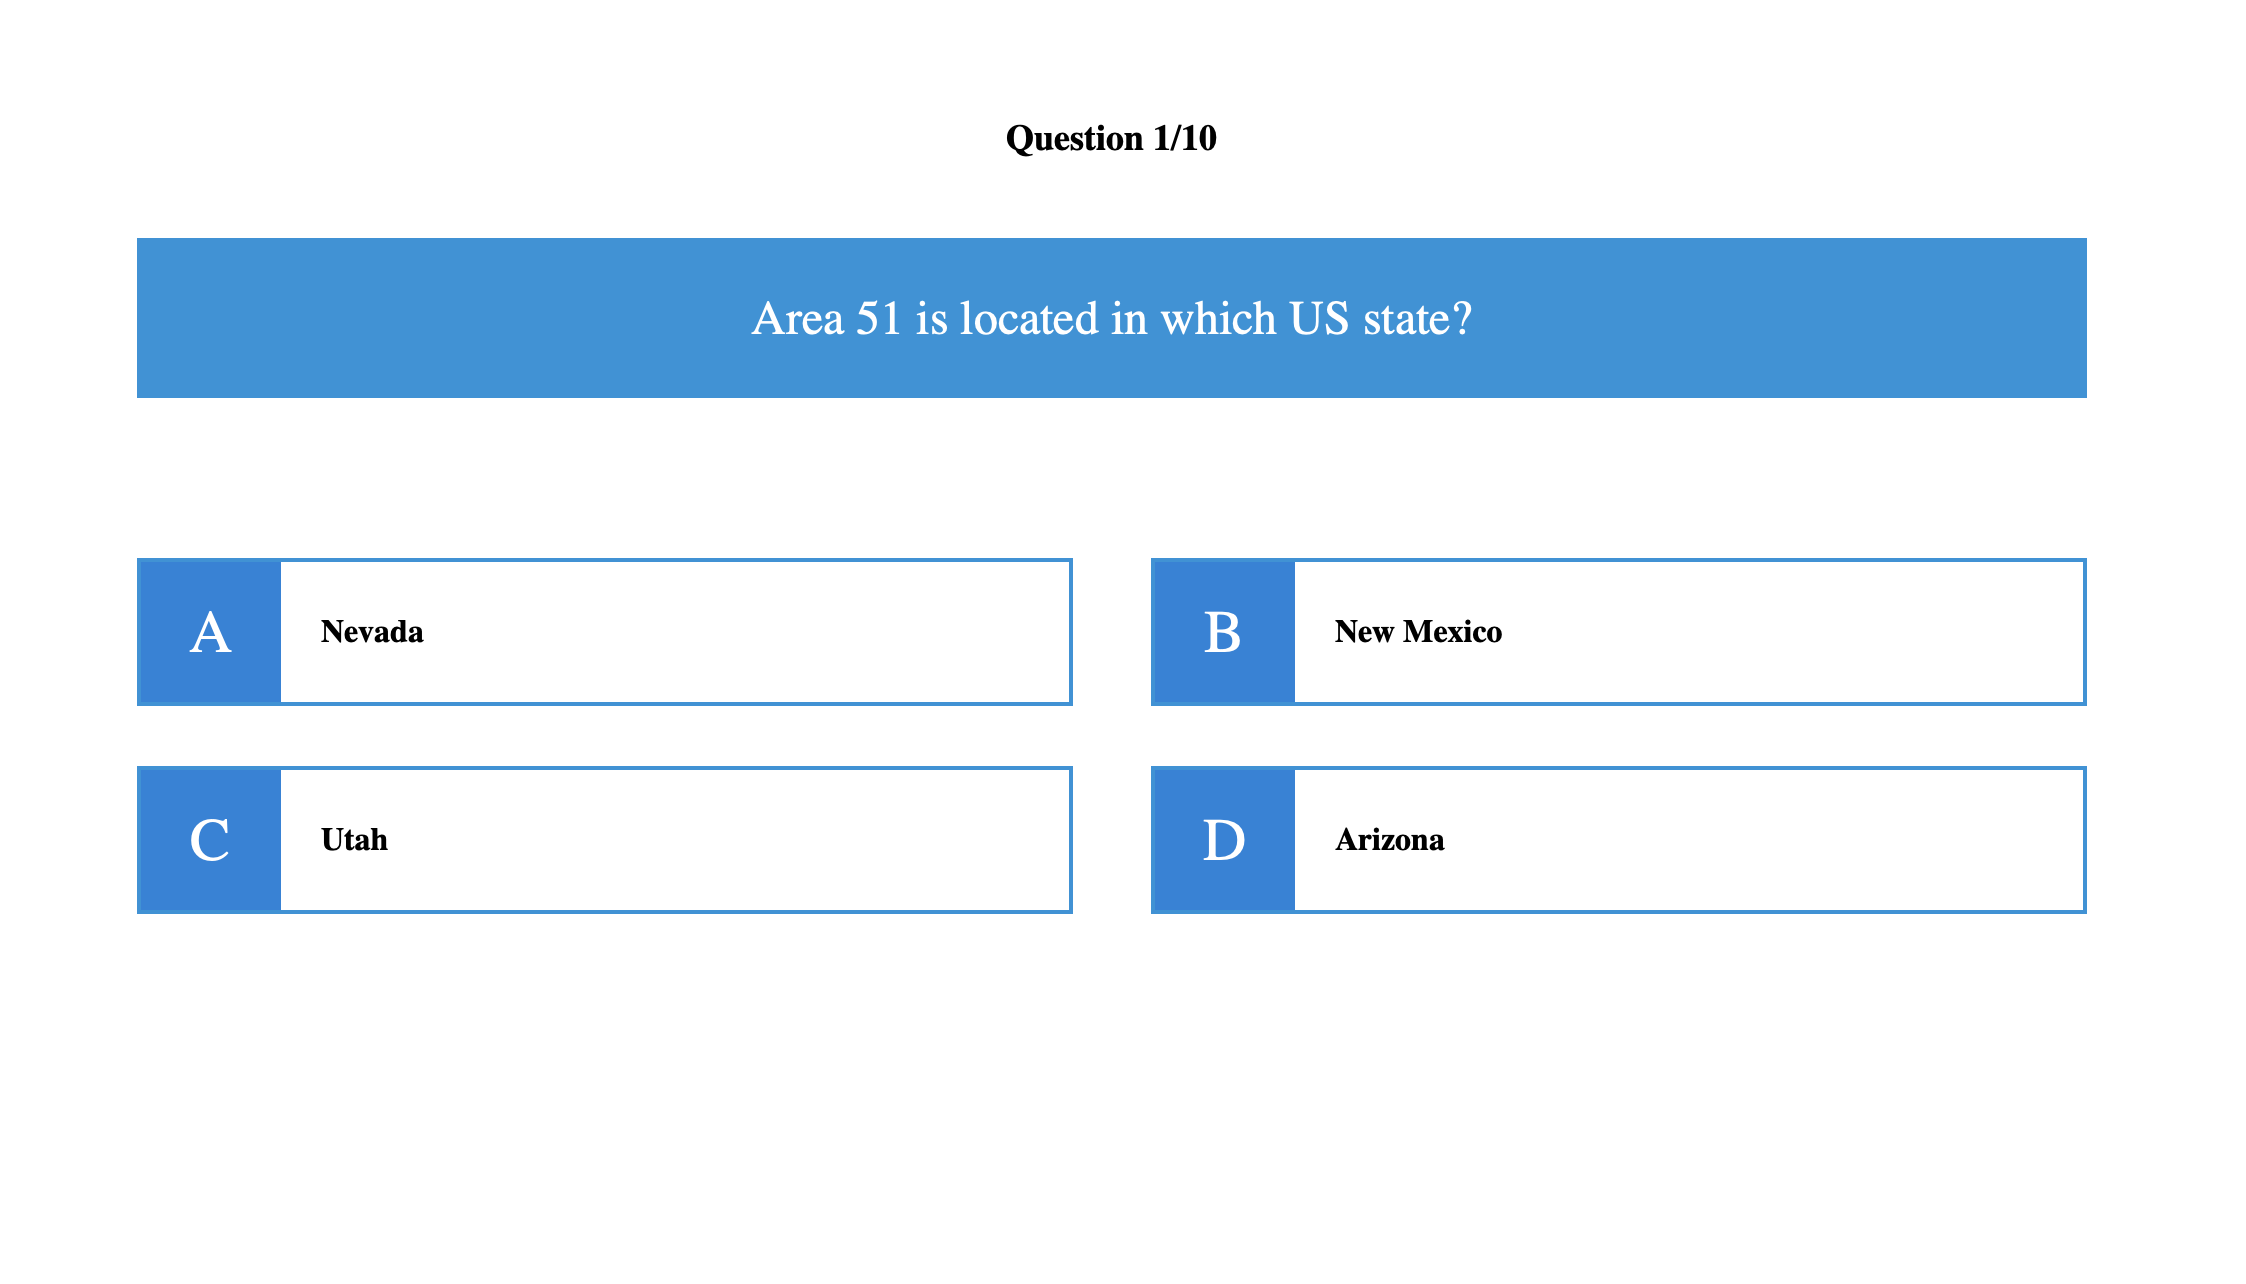 Question 1/10
Area 51 is located in which US state?
A Nevada
B New Mexico
C Utah
D Arizona